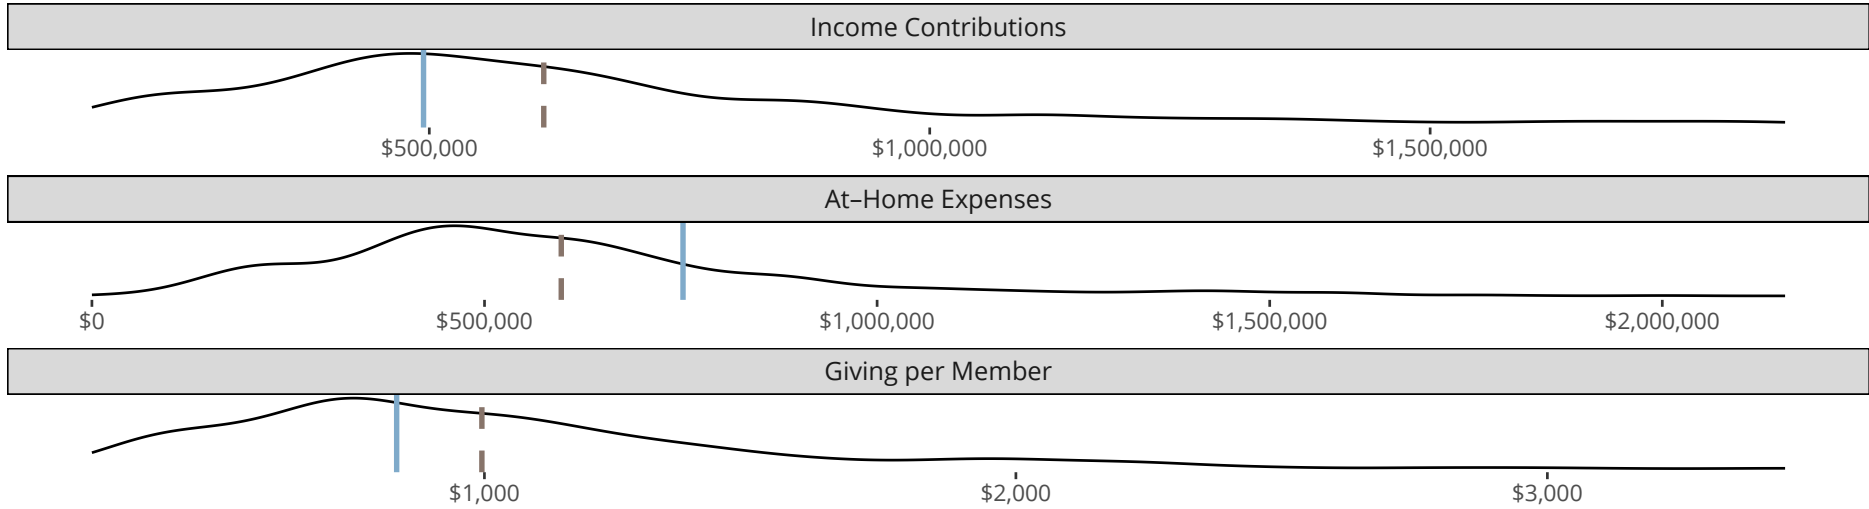 Income Contributions
$500,000 $1,000,000 $1,500,000
At–Home Expenses
$0 $500,000 $1,000,000 $1,500,000 $2,000,000
Giving per Member
$1,000 $2,000 $3,000